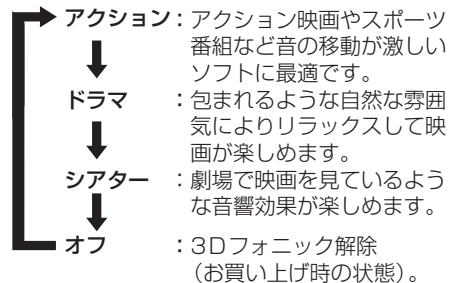 アクション：アクション映画やスポーツ
番組など音の移動が激しい
ソフトに最適です。
ドラマ：包まれるような自然な雰囲
気によりリラックスして映
画が楽しめます。
シアター：劇場で映画を見ているよう
な音響効果が楽しめます。
オフ：３Ｄフォニック解除
（お買い上げ時の状態）。